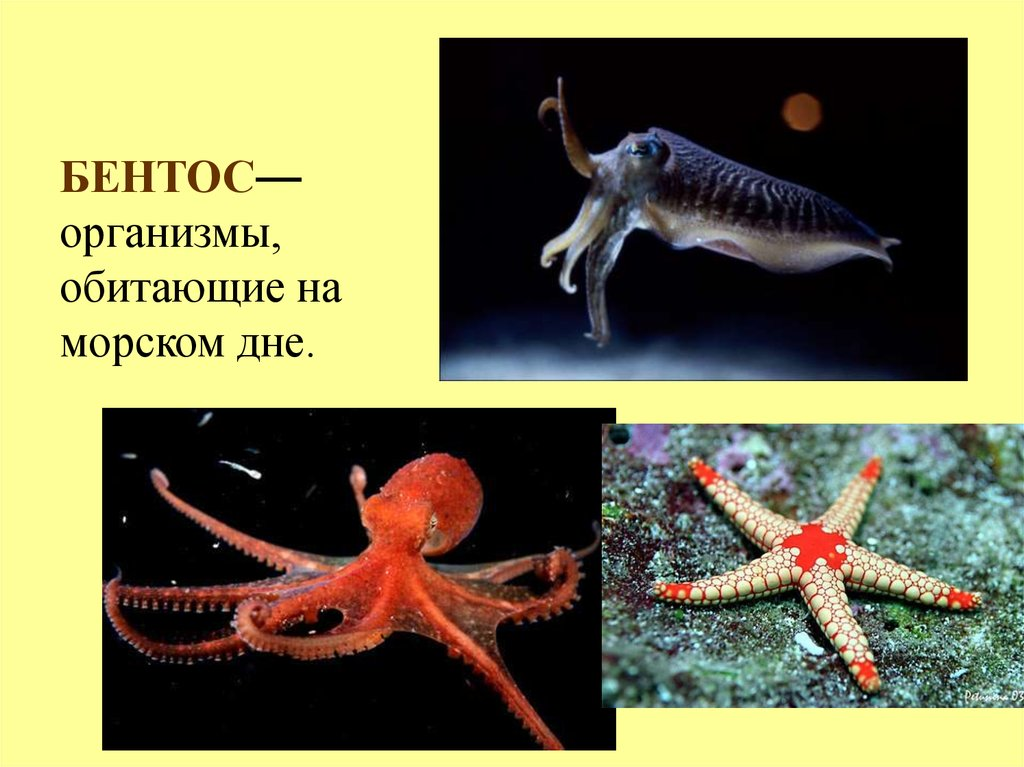 БЕНТОС—
организмы,
обитающие на
морском дне.